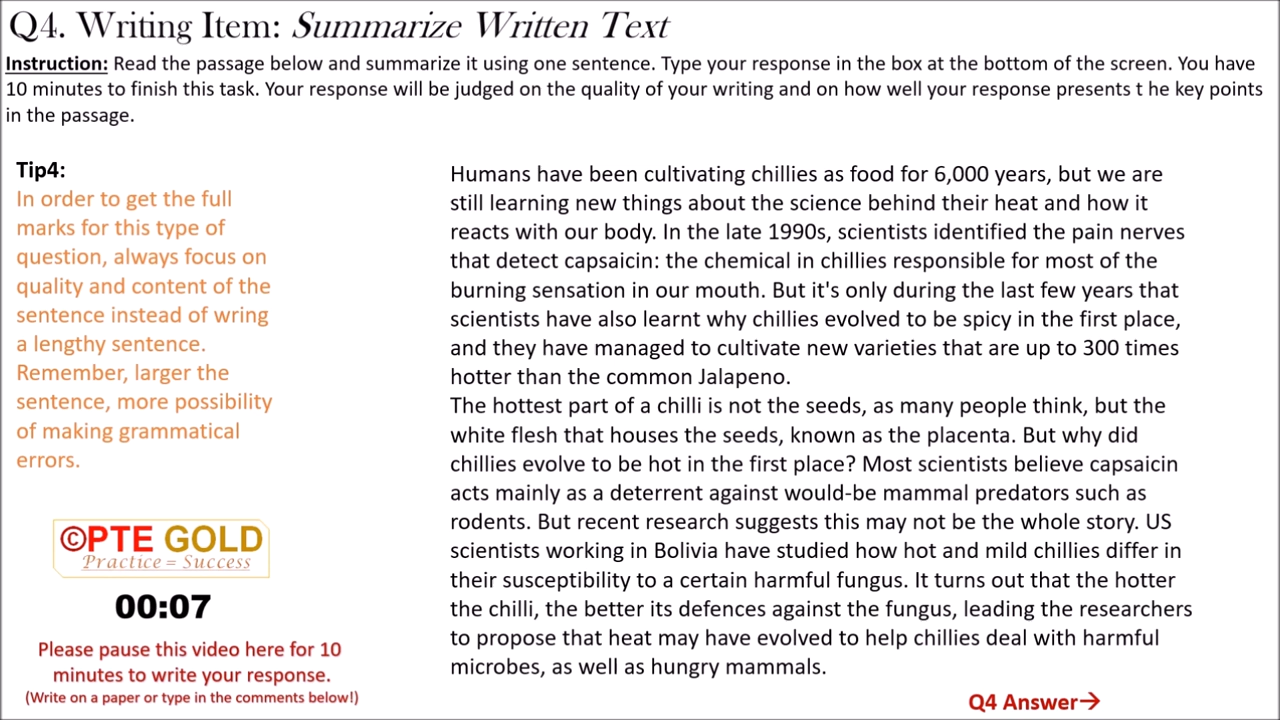 Q4. Writing Item: Summarize Written Text
Instruction: Read the passage below and summarize it using one sentence. Type your response in the box at the bottom of the screen. You have
10 minutes to finish this task. Your response will be judged on the quality of your writing and on how well your response presents t he key points
in the passage.
Tip4:
In order to get the full
marks for this type of
question, always focus on
quality and content of the
sentence instead of wring
a lengthy sentence.
Remember, larger the
sentence, more possibility
of making grammatical
errors.
©PTE GOLD
Practice = Success
00:07
Please pause this video here for 10
minutes to write your response.
(Write on a paper or type in the comments below!)
Humans have been cultivating chillies as food for 6,000 years, but we are
still learning new things about the science behind their heat and how it
reacts with our body. In the late 1990s, scientists identified the pain nerves
that detect capsaicin: the chemical in chillies responsible for most of the
burning sensation in our mouth. But it's only during the last few years that
scientists have also learnt why chillies evolved to be spicy in the first place,
and they have managed to cultivate new varieties that are up to 300 times
hotter than the common Jalapeno.
The hottest part of a chilli is not the seeds, as many people think, but the
white flesh that houses the seeds, known as the placenta. But why did
chillies evolve to be hot in the first place? Most scientists believe capsaicin
acts mainly as a deterrent against would-be mammal predators such as
rodents. But recent research suggests this may not be the whole story. US
scientists working in Bolivia have studied how hot and mild chillies differ in
their susceptibility to a certain harmful fungus. It turns out that the hotter
the chilli, the better its defences against the fungus, leading the researchers
to propose that heat may have evolved to help chillies deal with harmful
microbes, as well as hungry mammals.
Q4 Answer→